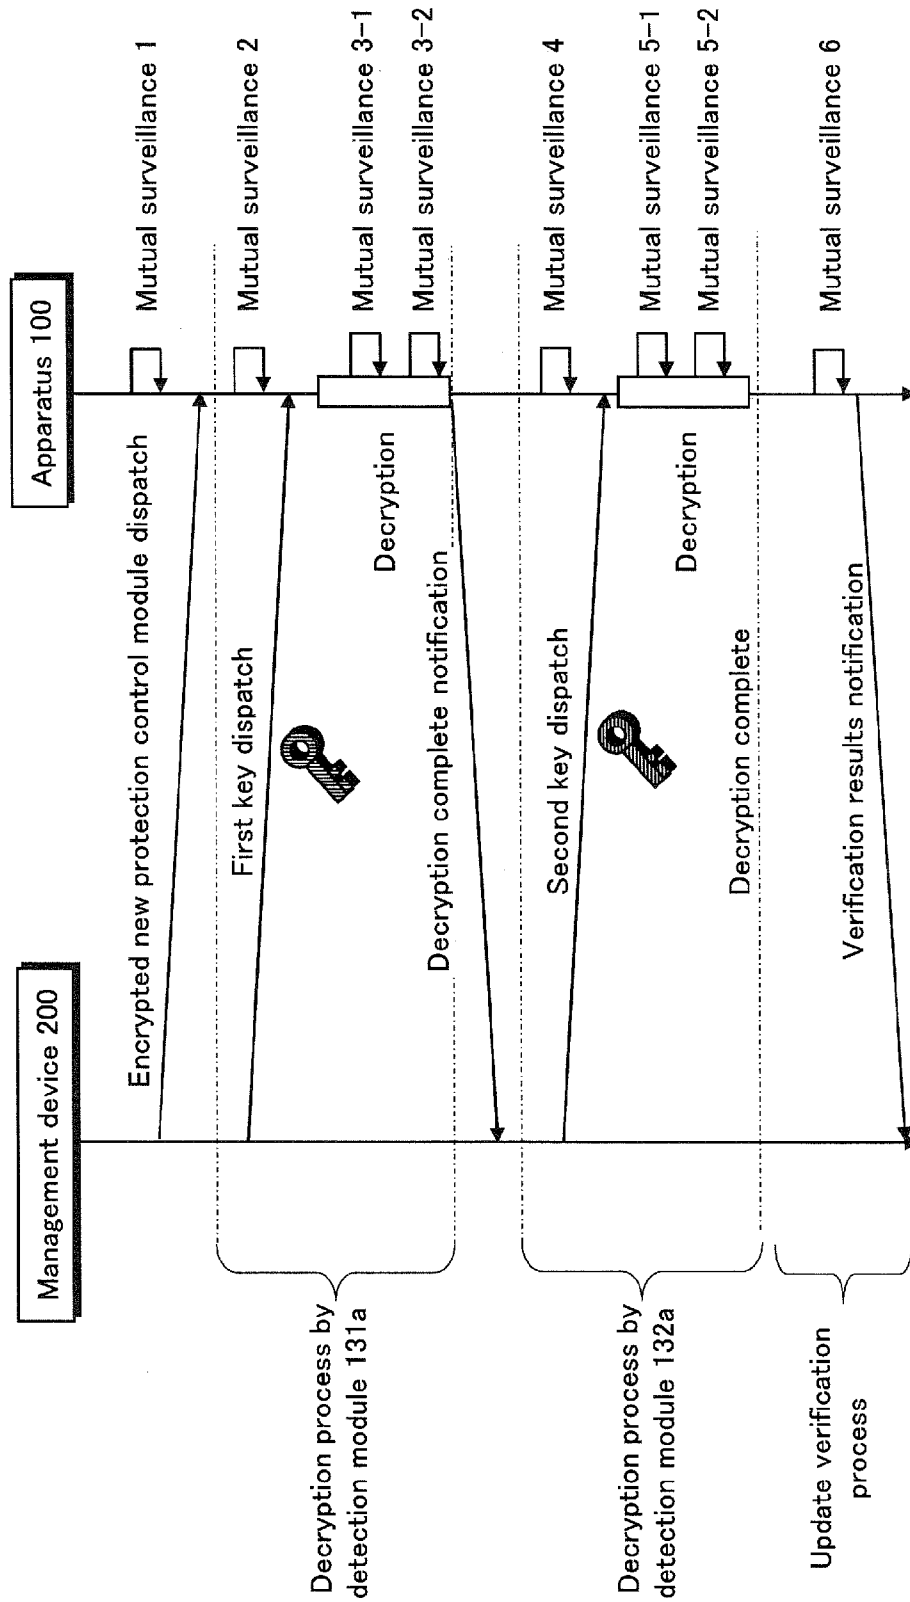 Management device 200
Apparatus 100
Encrypted new protection control module dispatch
Mutual surveillance 1
Decryption process by
detection module 131a
First key dispatch
Mutual surveillance 2
Decryption
Mutual surveillance 3-1
Mutual surveillance 3-2
Decryption complete notification
Decryption process by
detection module 132a
Second key dispatch
Mutual surveillance 4
Decryption
Mutual surveillance 5-1
Mutual surveillance 5-2
Decryption complete
Update verification
process
Verification results notification
Mutual surveillance 6